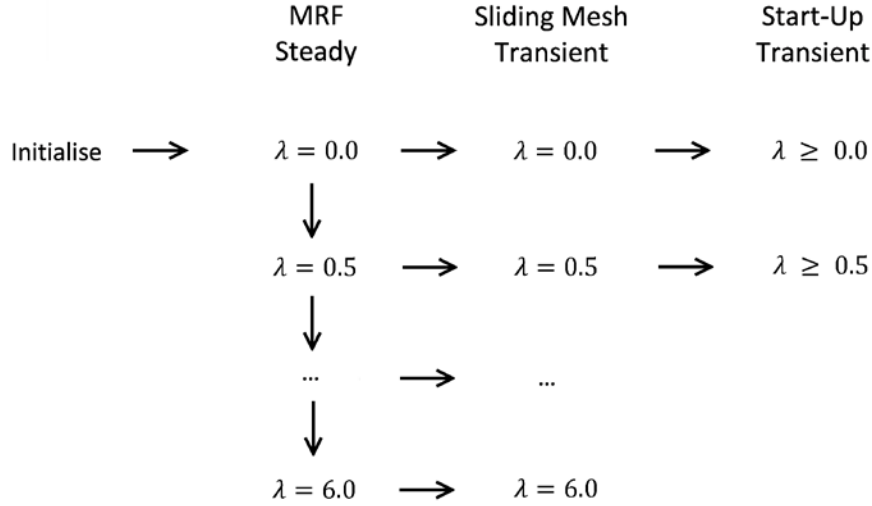 MRF Steady
Sliding Mesh Transient
Start-Up Transient
Initialise
λ = 0.0
λ = 0.0
λ ≥ 0.0
λ = 0.5
λ = 0.5
λ ≥ 0.5
...
...
λ = 6.0
λ = 6.0